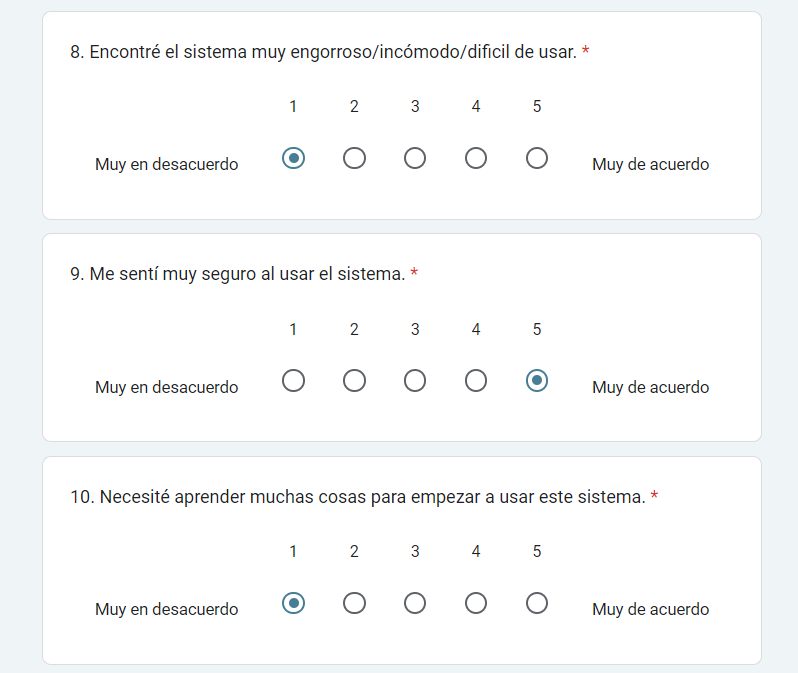 8. Encontré el sistema muy engorroso/incómodo/dificil de usar. *
1 2 3 4 5
Muy en desacuerdo Muy de acuerdo
9. Me sentí muy seguro al usar el sistema. *
1 2 3 4 5
Muy en desacuerdo Muy de acuerdo
10. Necesité aprender muchas cosas para empezar a usar este sistema. *
1 2 3 4 5
Muy en desacuerdo Muy de acuerdo